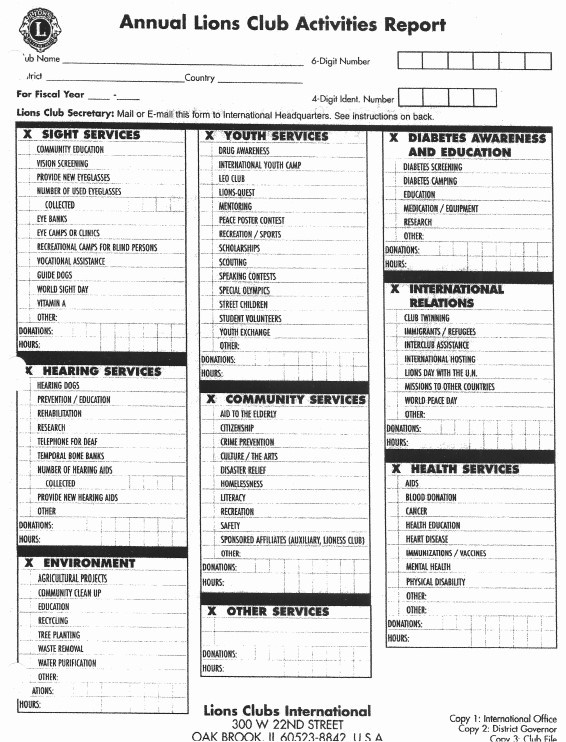 Annual Lions Club Activities Report
L
ub Name
6-Digit Number
trict
Country
For Fiscal Year -
4-Digit Ident. Number
Lions Club Secretary: Mail or E-mail this form to International Headquarters. See instructions on back.
X SIGHT SERVICES
COMMUNITY EDUCATION
VISION SCREENING
PROVIDE NEW EYEGLASSES
NUMBER OF USED EYEGLASSES
COLLECTED
EYE BANKS
EYE CAMPS OR CLINICS
RECREATIONAL CAMPS FOR BLIND PERSONS
VOCATIONAL ASSISTANCE
GUIDE DOGS
WORLD SIGHT DAY
VITAMIN A
OTHER:
DONATIONS:
HOURS:
X HEARING SERVICES
HEARING DOGS
PREVENTION / EDUCATION
REHABILITATION
RESEARCH
TELEPHONE FOR DEAF
TEMPORAL BONE BANKS
NUMBER OF HEARING AIDS
COLLECTED
PROVIDE NEW HEARING AIDS
OTHER
DONATIONS:
HOURS:
X ENVIRONMENT
AGRICULTURAL PROJECTS
COMMUNITY CLEAN UP
EDUCATION
RECYCLING
TREE PLANTING
WASTE REMOVAL
WATER PURIFICATION
OTHER:
ATIONS:
HOURS:
X YOUTH SERVICES
DRUG AWARENESS
INTERNATIONAL YOUTH CAMP
LEO CLUB
LIONS-QUEST
MENTORING
PEACE POSTER CONTEST
RECREATION / SPORTS
SCHOLARSHIPS
SCOUTING
SPEAKING CONTESTS
SPECIAL OLYMPICS
STREET CHILDREN
STUDENT VOLUNTEERS
YOUTH EXCHANGE
OTHER:
DONATIONS:
HOURS:
X COMMUNITY SERVICES
AID TO THE ELDERLY
CITIZENSHIP
CRIME PREVENTION
CULTURE / THE ARTS
DISASTER RELIEF
HOMELESSNESS
LITERACY
RECREATION
SAFETY
SPONSORED AFFILIATES (AUXILIARY, LIONESS CLUB)
OTHER:
DONATIONS:
HOURS:
X OTHER SERVICES
DONATIONS:
HOURS:
X DIABETES AWARENESS
AND EDUCATION
DIABETES SCREENING
DIABETES CAMPING
EDUCATION
MEDICATION / EQUIPMENT
RESEARCH
OTHER:
DONATIONS:
HOURS:
X INTERNATIONAL
RELATIONS
CLUB TWINNING
IMMIGRANTS / REFUGEES
INTERCLUB ASSISTANCE
INTERNATIONAL HOSTING
LIONS DAY WITH THE U.N.
MISSIONS TO OTHER COUNTRIES
WORLD PEACE DAY
OTHER:
DONATIONS:
HOURS:
X HEALTH SERVICES
AIDS
BLOOD DONATION
CANCER
HEALTH EDUCATION
HEART DISEASE
IMMUNIZATIONS / VACCINES
MENTAL HEALTH
PHYSICAL DISABILITY
OTHER:
OTHER:
DONATIONS:
HOURS:
Lions Clubs International
300 W 22ND STREET
OAK BROOK, IL 60523-8842, U.S.A.
Copy 1: International Office
Copy 2: District Governor
Copy 3: Club File